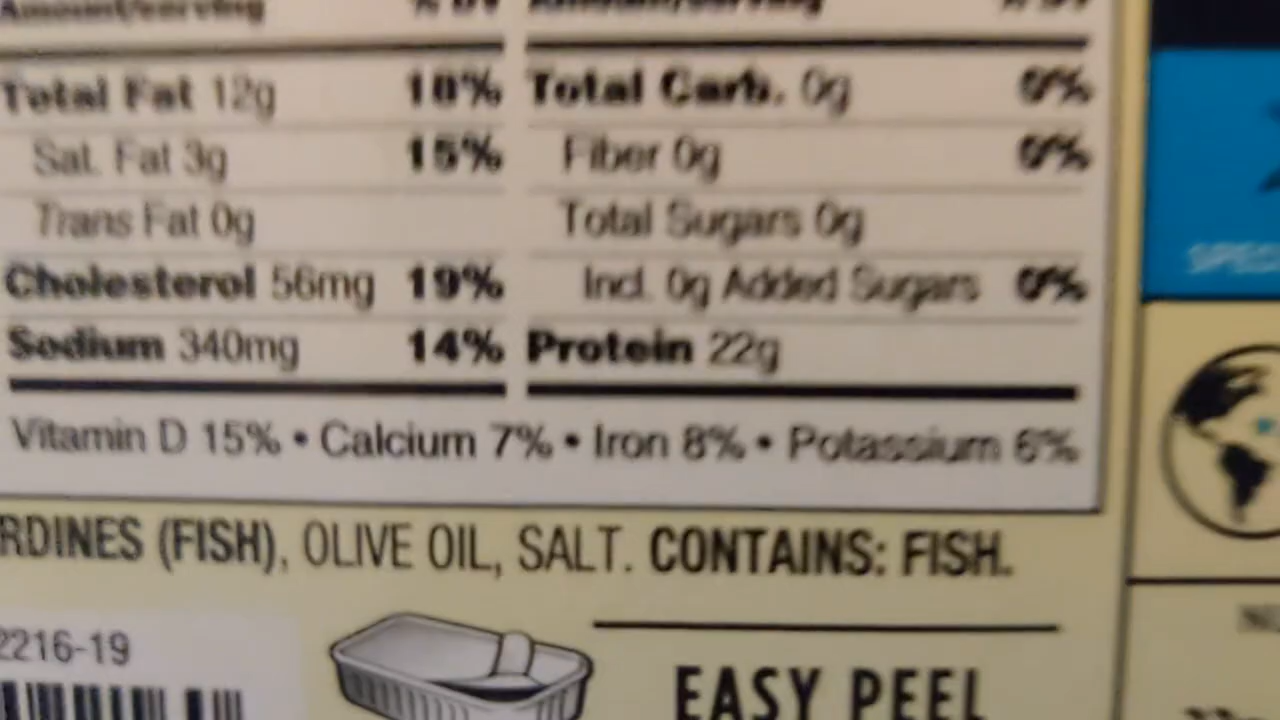 Amount/serving % DV Amount/serving % DV
Total Fat 12g 18% Total Carb. 0g 0%
Sat. Fat 3g 15% Fiber 0g 0%
Trans Fat 0g Total Sugars 0g
Cholesterol 56mg 19% Incl. 0g Added Sugars 0%
Sodium 340mg 14% Protein 22g
Vitamin D 15% • Calcium 7% • Iron 8% • Potassium 6%
RDINES (FISH), OLIVE OIL, SALT. CONTAINS: FISH.
2216-19
EASY PEEL
SPEC